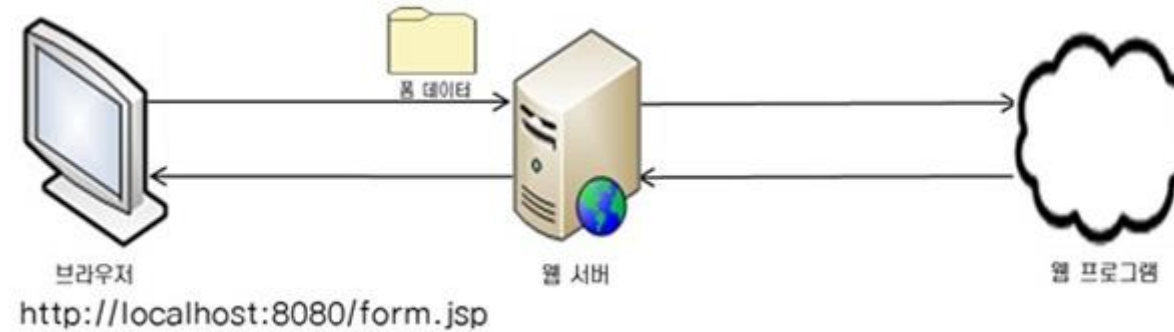 폼 데이터
브라우저
웹 서버
웹 프로그램
http://localhost:8080/form.jsp